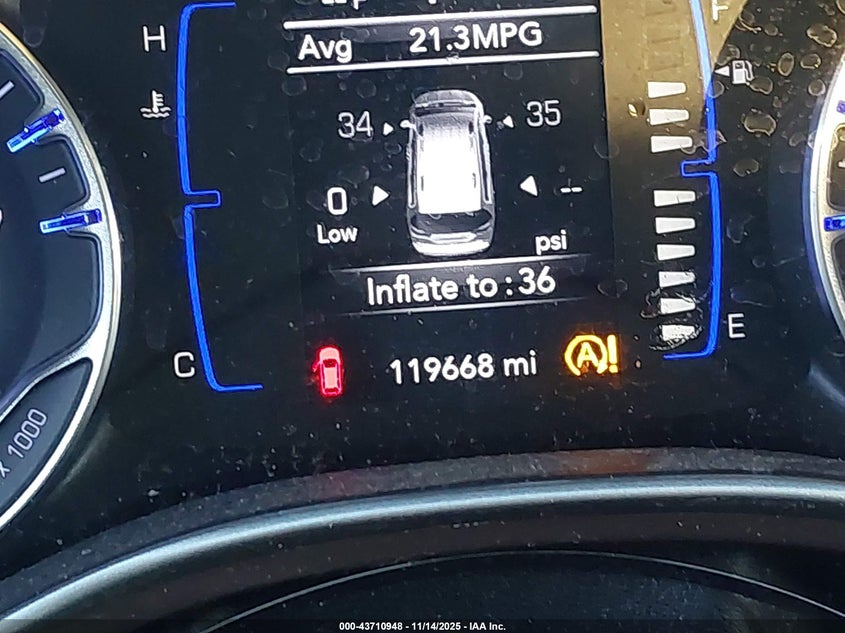 H
F
Avg 21.3MPG
34 35
0 --
Low
psi
Inflate to : 36
E
C
119668 mi
A !
x 1000
000-43710948 - 11/14/2025 - IAA Inc.